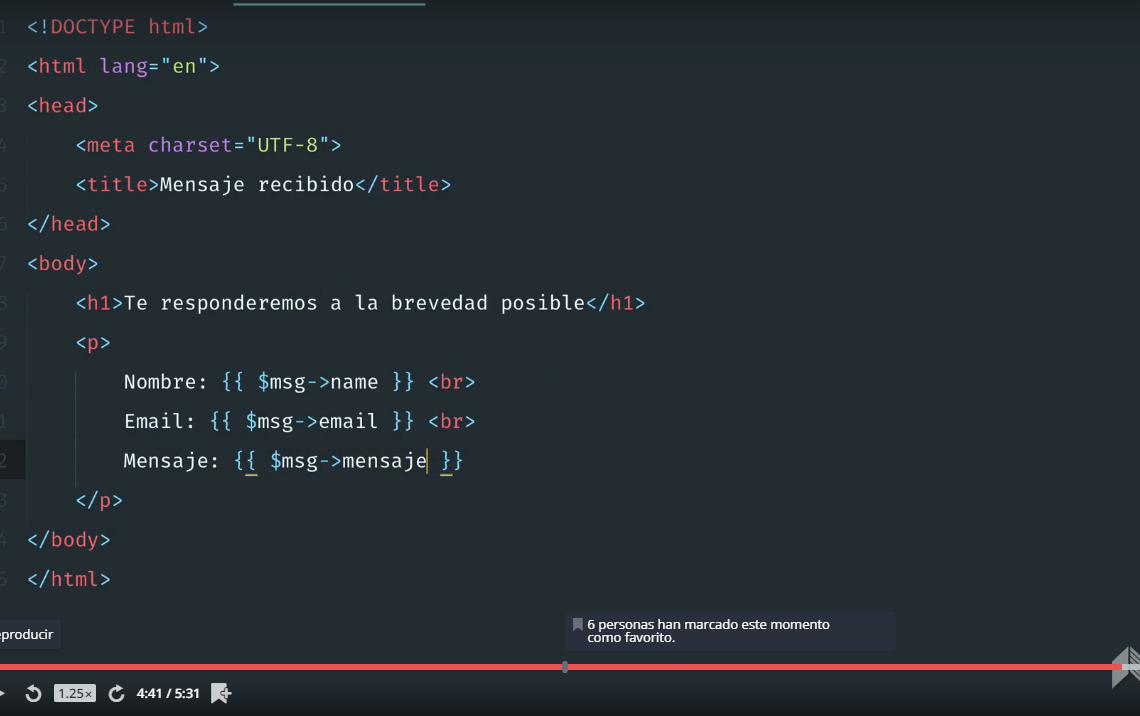 1 <!DOCTYPE html>
2 <html lang="en">
3 <head>
4     <meta charset="UTF-8">
5     <title>Mensaje recibido</title>
6 </head>
7 <body>
8     <h1>Te responderemos a la brevedad posible</h1>
9     <p>
0         Nombre: {{ $msg->name }} <br>
1         Email: {{ $msg->email }} <br>
2         Mensaje: {{ $msg->mensaje }}
3     </p>
4 </body>
5 </html>
eproducir
6 personas han marcado este momento
como favorito.
1.25× 4:41 / 5:31